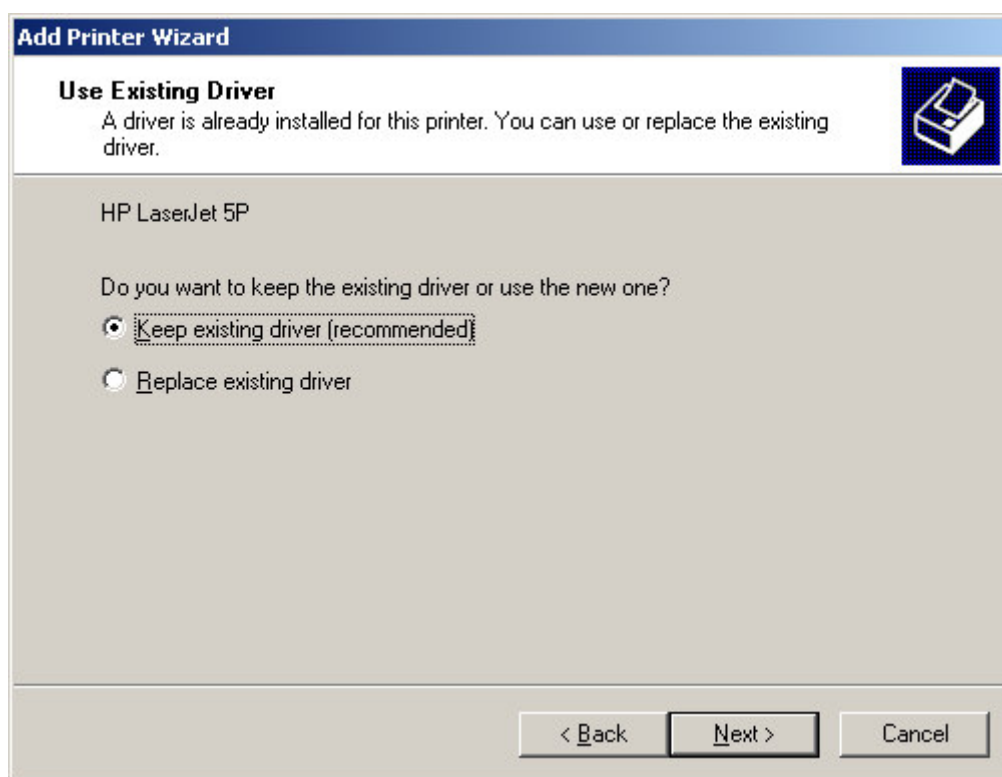 Add Printer Wizard
Use Existing Driver
A driver is already installed for this printer. You can use or replace the existing
driver.
HP LaserJet 5P
Do you want to keep the existing driver or use the new one?
Keep existing driver (recommended)
Replace existing driver
< Back Next > Cancel